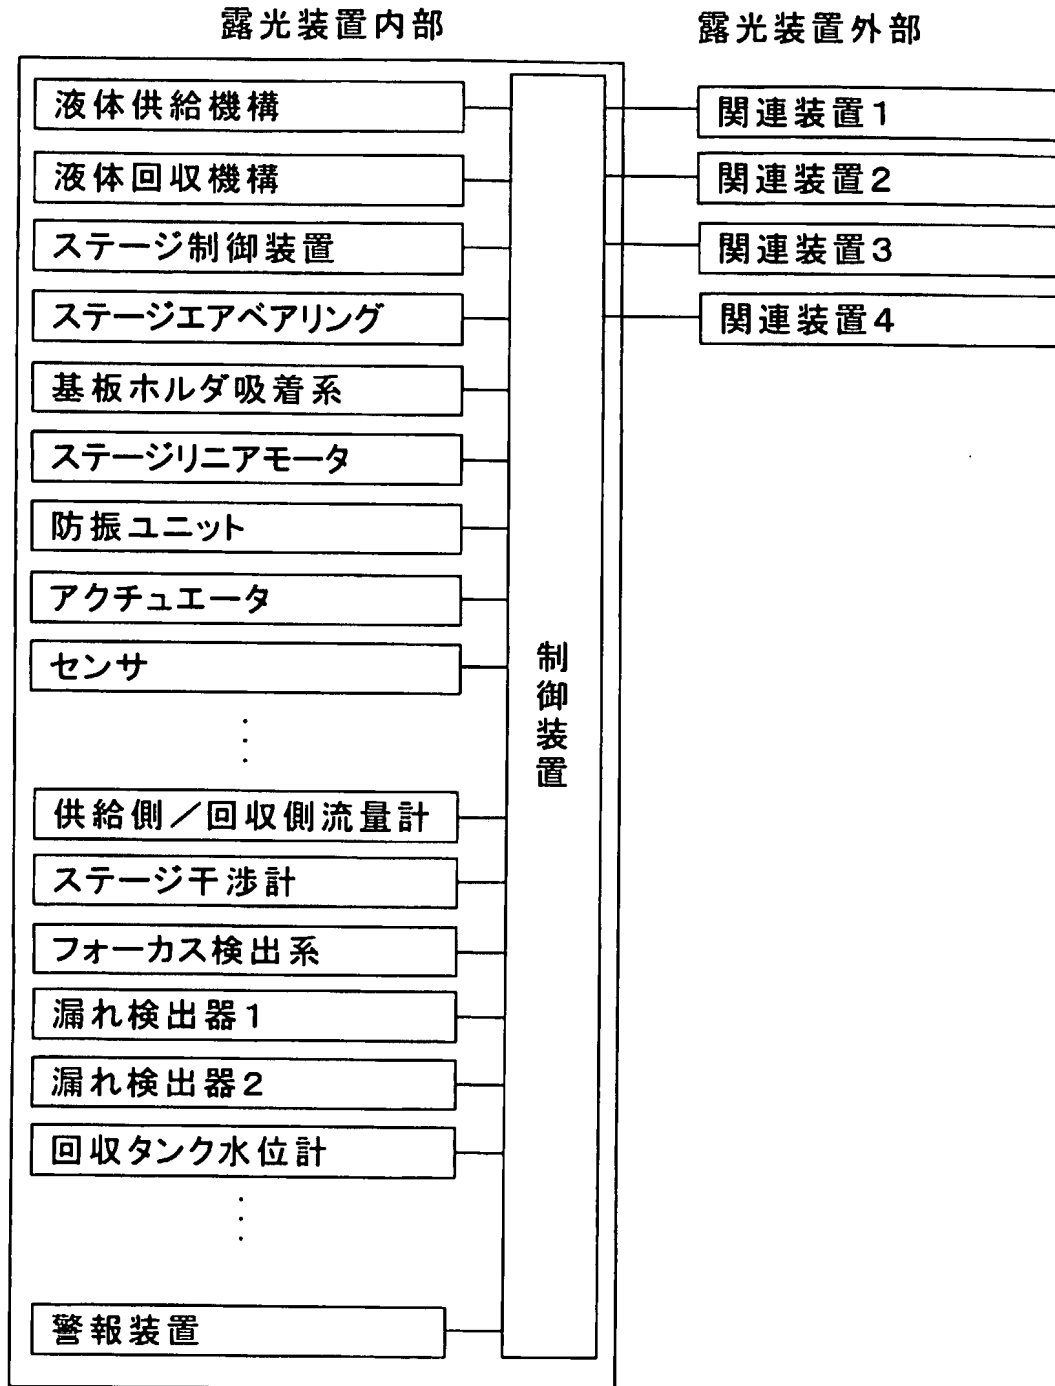 露光装置内部
露光装置外部
液体供給機構
液体回収機構
ステージ制御装置
ステージエアベアリング
基板ホルダ吸着系
ステージリニアモータ
防振ユニット
アクチュエータ
センサ
供給側／回収側流量計
ステージ干渉計
フォーカス検出系
漏れ検出器1
漏れ検出器2
回収タンク水位計
警報装置
制御装置
関連装置1
関連装置2
関連装置3
関連装置4